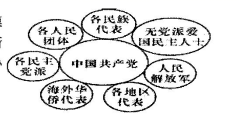 各民族
代表
各人民
团体
无党派爱
国民主人士
各民主
党派
中国共产党
人民
解放军
海外华
侨代表
各地区
代表